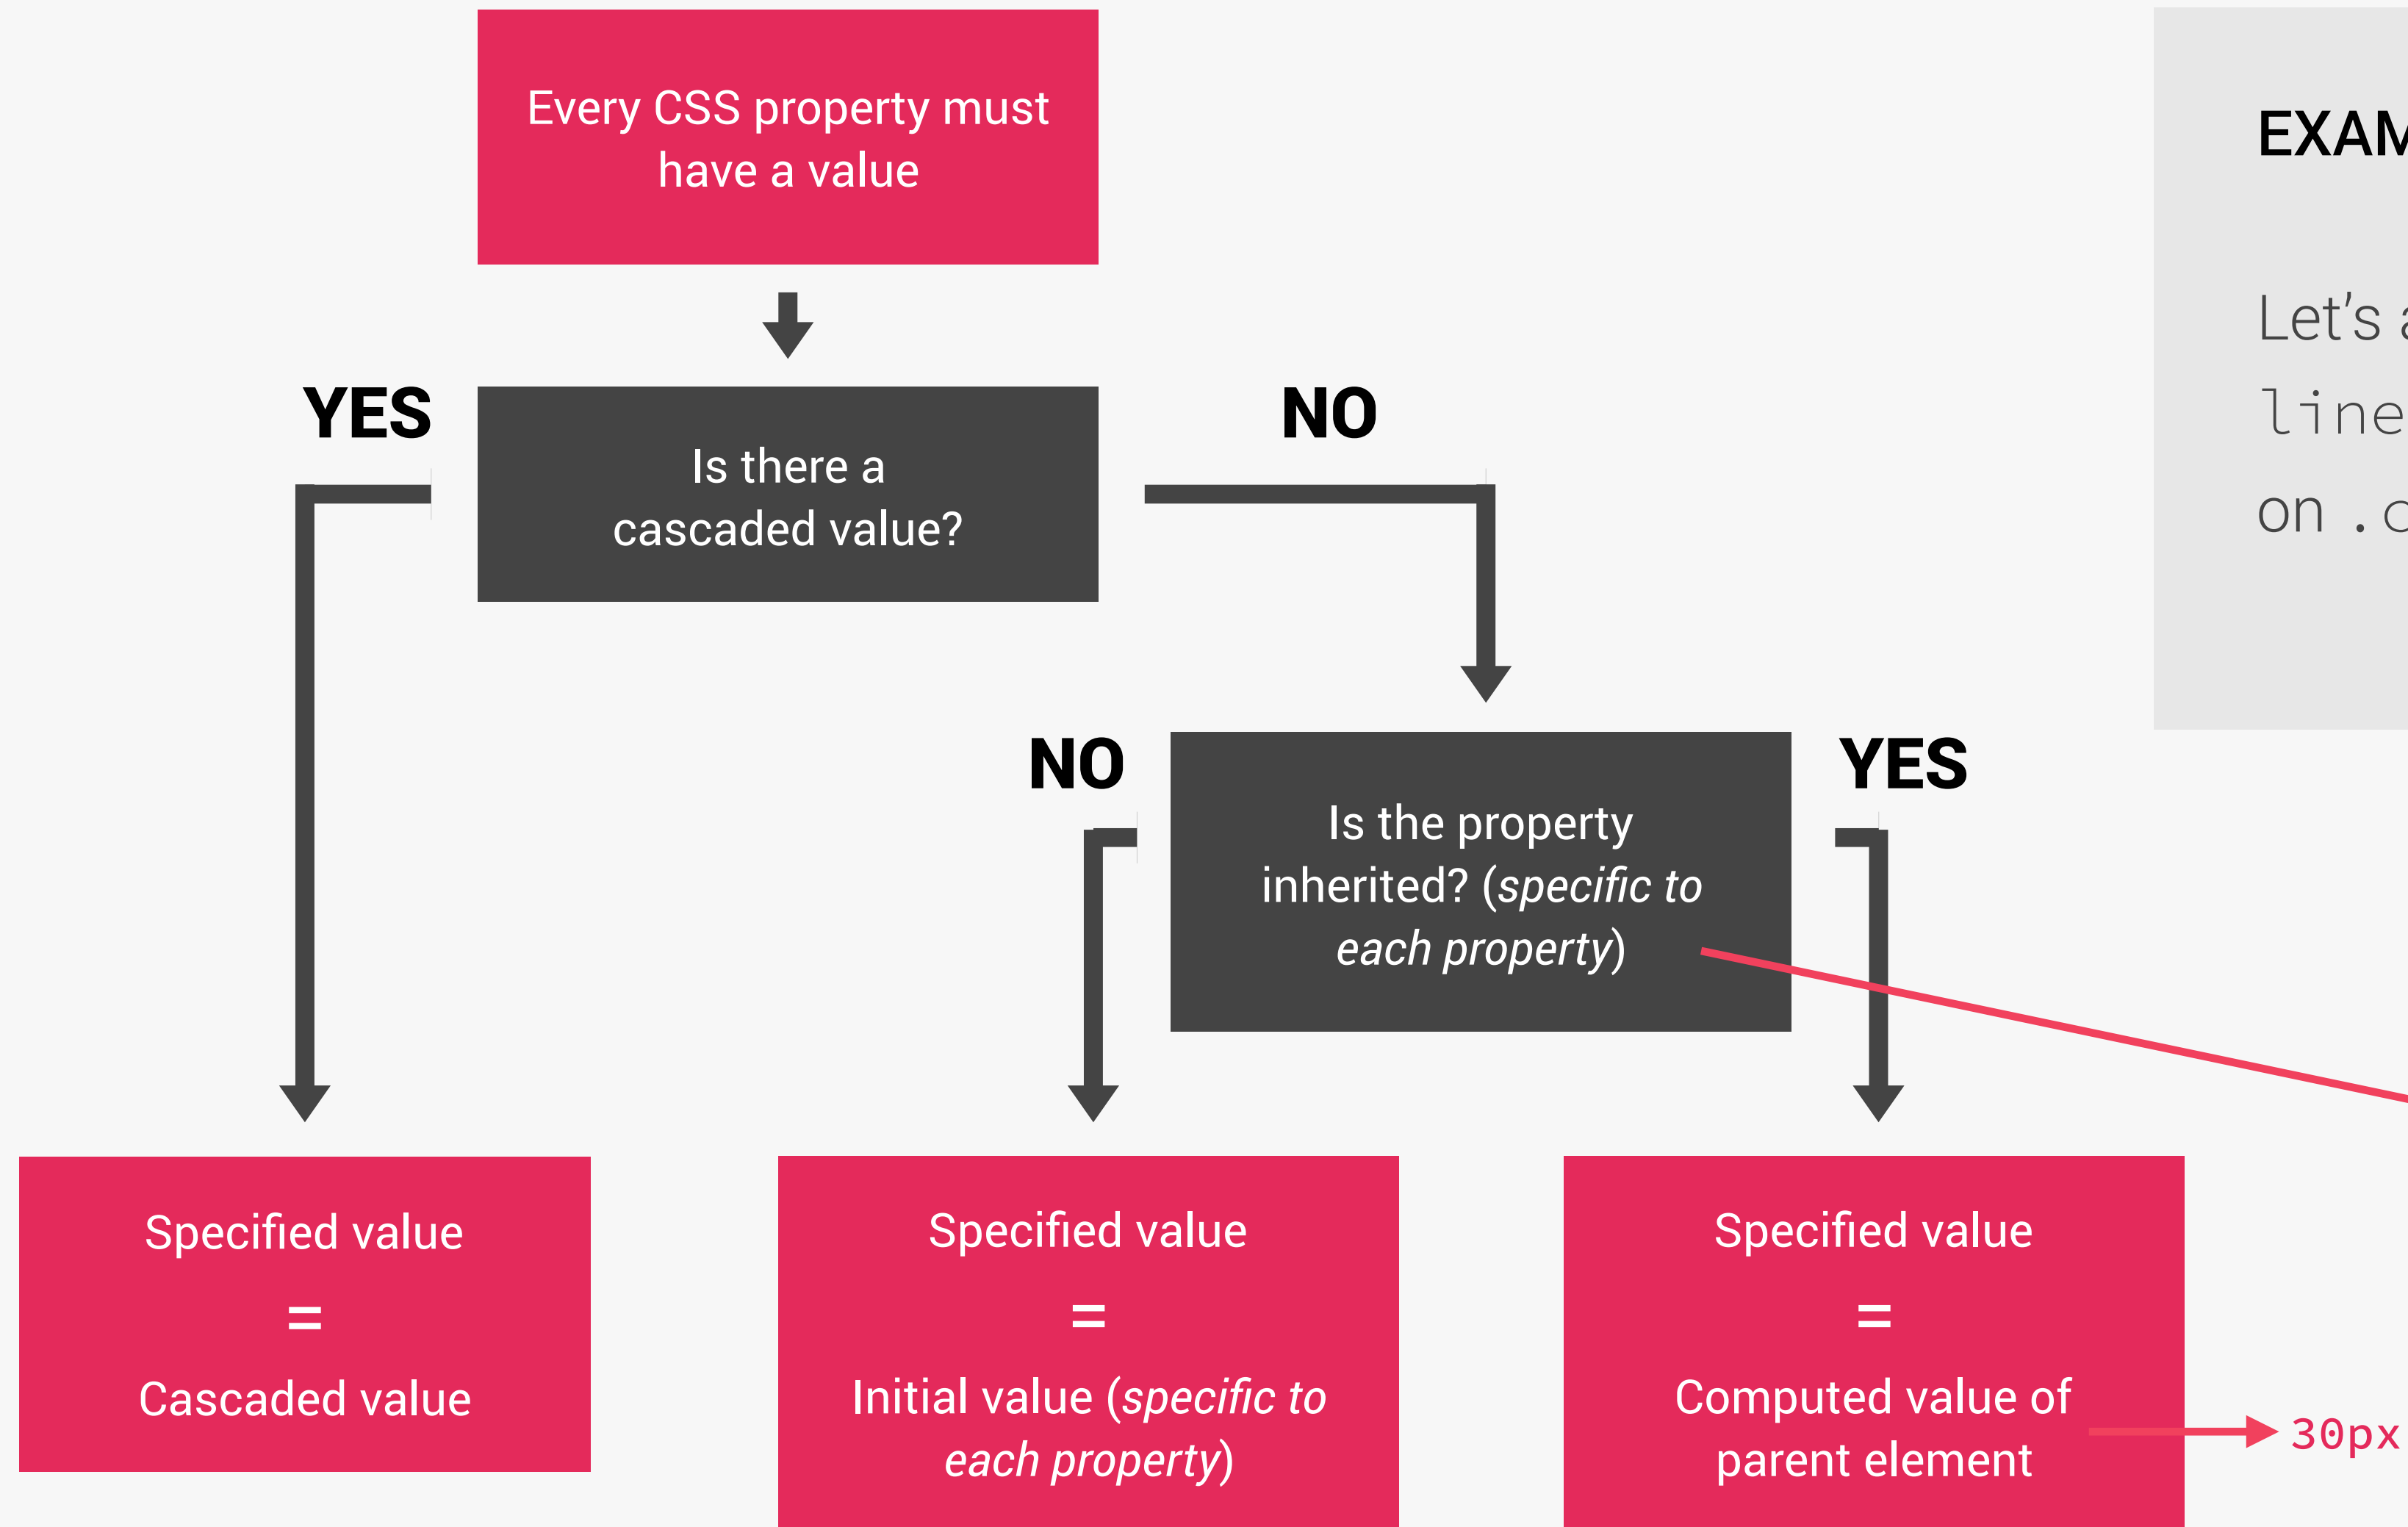 Every CSS property must
have a value
YES
Is there a
cascaded value?
NO
NO
Is the property
inherited? (specific to
each property)
YES
Specified value
=
Cascaded value
Specified value
=
Initial value (specific to
each property)
Specified value
=
Computed value of
parent element
30px
EXAM
Let’s
line
on .